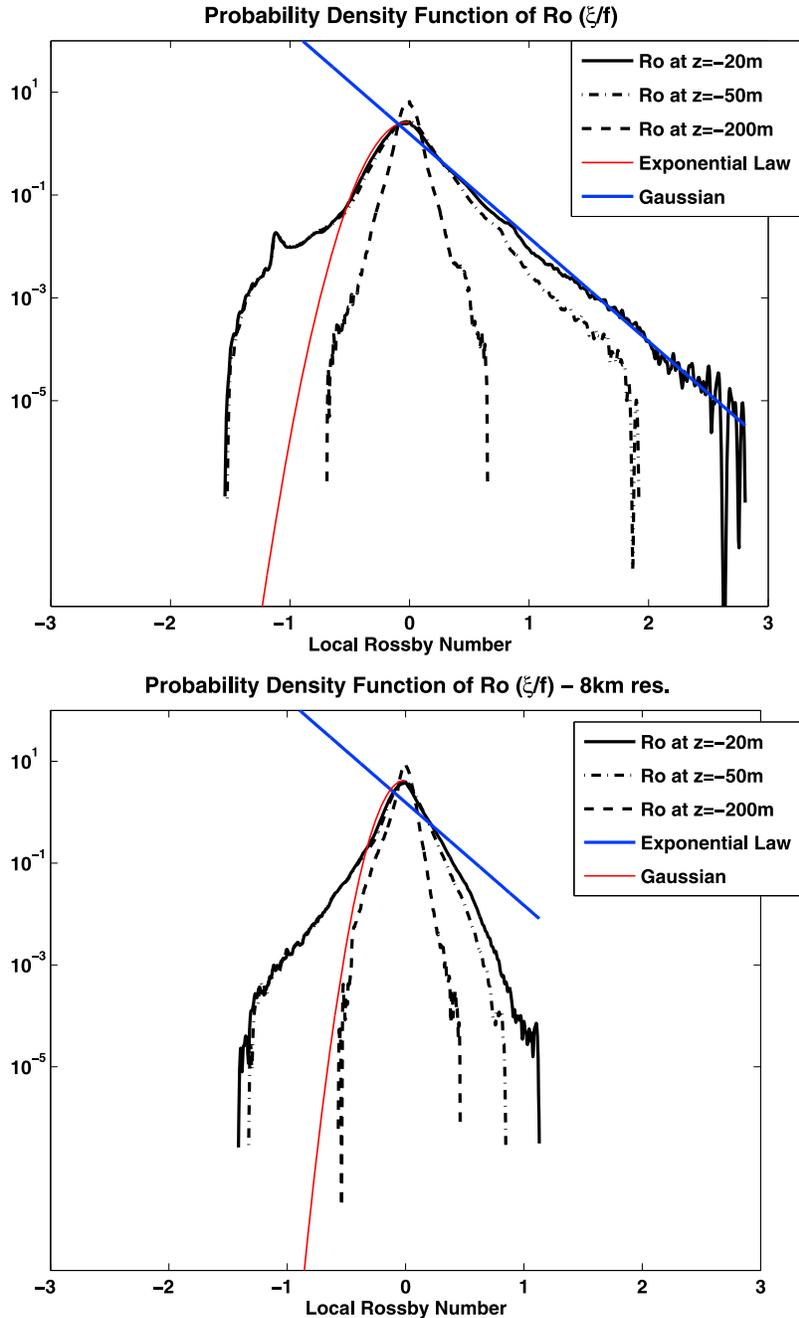 Probability Density Function of Ro (ξ/f)
Ro at z=−20m
Ro at z=−50m
Ro at z=−200m
Exponential Law
Gaussian
10^1
10^−1
10^−3
10^−5
−3 −2 −1 0 1 2 3
Local Rossby Number
Probability Density Function of Ro (ξ/f) − 8km res.
Ro at z=−20m
Ro at z=−50m
Ro at z=−200m
Exponential Law
Gaussian
10^1
10^−1
10^−3
10^−5
−3 −2 −1 0 1 2 3
Local Rossby Number